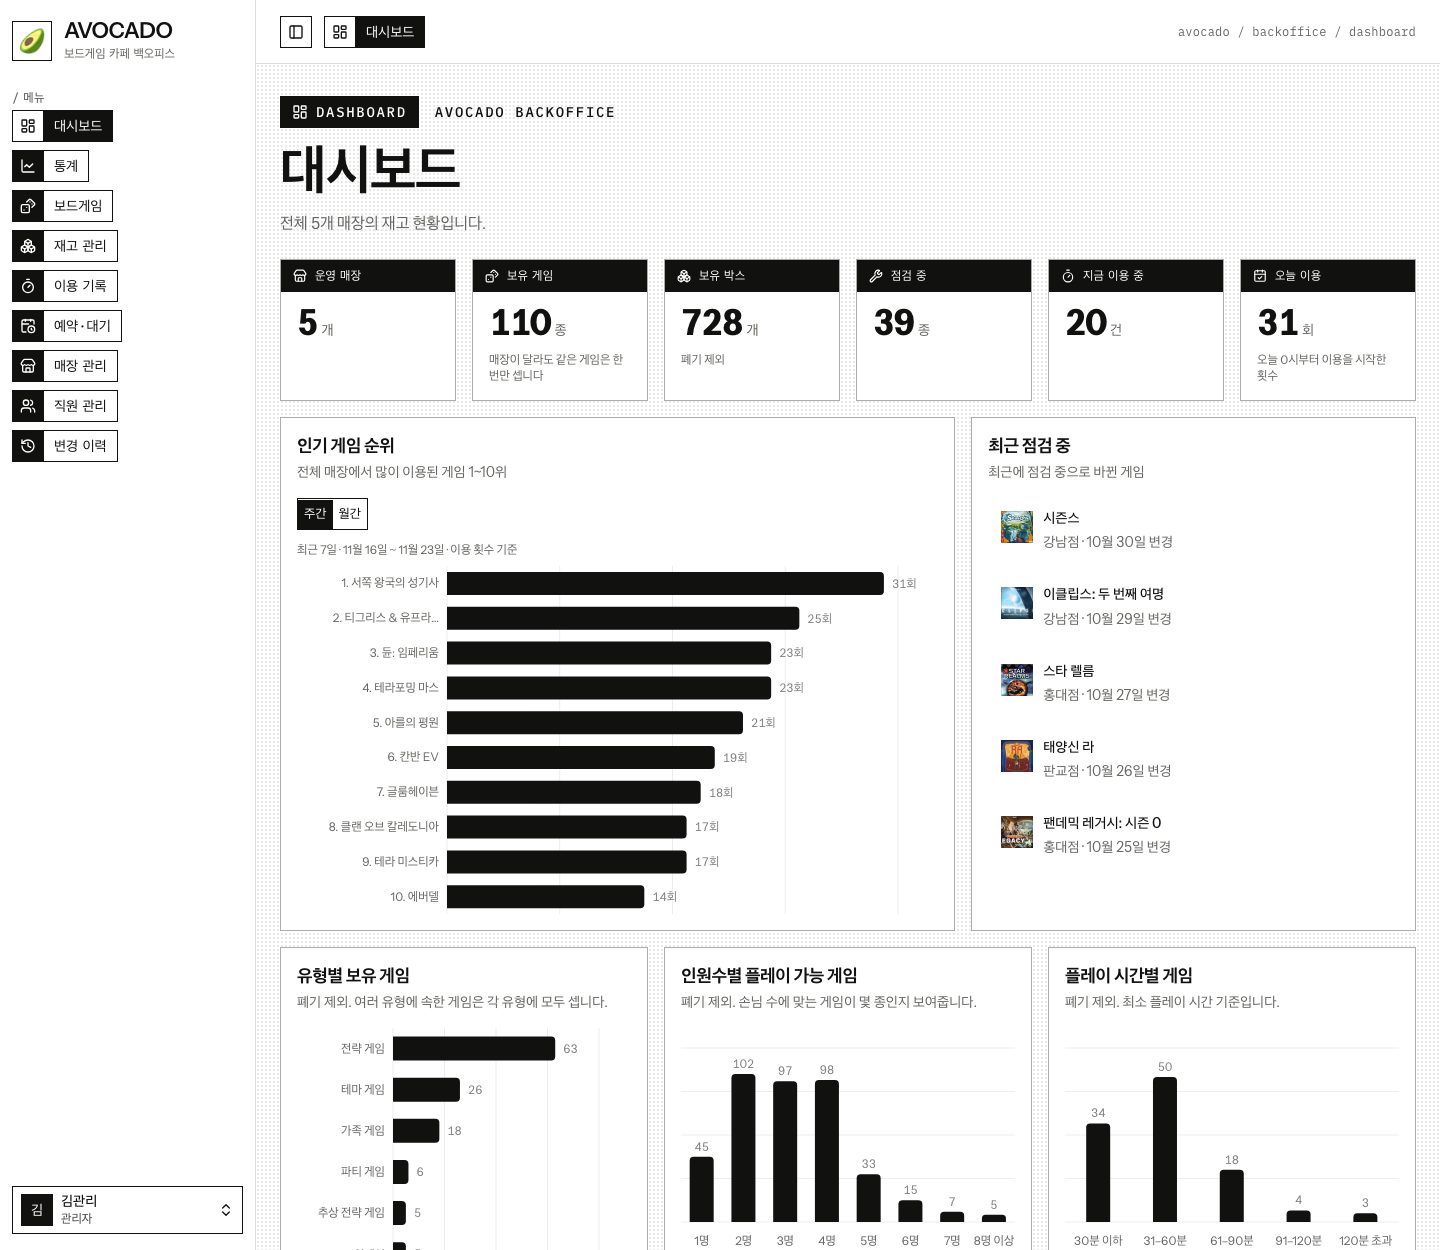 AVOCADO
보드게임 카페 백오피스
/ 메뉴
대시보드
통계
보드게임
재고 관리
이용 기록
예약·대기
매장 관리
직원 관리
변경 이력
김
김관리
관리자
대시보드
avocado / backoffice / dashboard
DASHBOARD
AVOCADO BACKOFFICE
대시보드
전체 5개 매장의 재고 현황입니다.
운영 매장
5 개
보유 게임
110 종
매장이 달라도 같은 게임은 한
번만 셉니다
보유 박스
728 개
폐기 제외
점검 중
39 종
지금 이용 중
20 건
오늘 이용
31 회
오늘 0시부터 이용을 시작한
횟수
인기 게임 순위
전체 매장에서 많이 이용된 게임 1~10위
주간 월간
최근 7일 · 11월 16일 ~ 11월 23일 · 이용 횟수 기준
1. 서쪽 왕국의 성기사 31회
2. 티그리스 & 유프라… 25회
3. 듄: 임페리움 23회
4. 테라포밍 마스 23회
5. 아를의 평원 21회
6. 칸반 EV 19회
7. 글룸헤이븐 18회
8. 클랜 오브 칼레도니아 17회
9. 테라 미스티카 17회
10. 에버델 14회
최근 점검 중
최근에 점검 중으로 바뀐 게임
시즌스
강남점 · 10월 30일 변경
이클립스: 두 번째 여명
강남점 · 10월 29일 변경
STAR
REALMS
스타 렐름
홍대점 · 10월 27일 변경
태양신 라
판교점 · 10월 26일 변경
팬데믹 레거시: 시즌 0
홍대점 · 10월 25일 변경
유형별 보유 게임
폐기 제외. 여러 유형에 속한 게임은 각 유형에 모두 셉니다.
전략 게임 63
테마 게임 26
가족 게임 18
파티 게임 6
추상 전략 게임 5
인원수별 플레이 가능 게임
폐기 제외. 손님 수에 맞는 게임이 몇 종인지 보여줍니다.
45 102 97 98 33 15 7 5
1명 2명 3명 4명 5명 6명 7명 8명 이상
플레이 시간별 게임
폐기 제외. 최소 플레이 시간 기준입니다.
34 50 18 4 3
30분 이하 31–60분 61–90분 91–120분 120분 초과